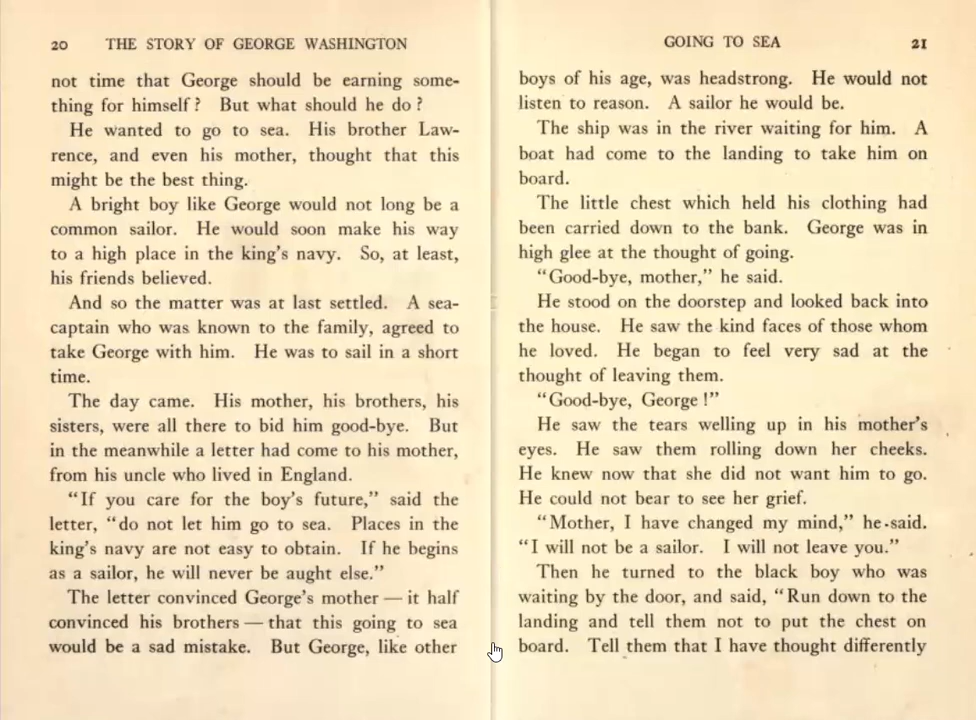 20 THE STORY OF GEORGE WASHINGTON
not time that George should be earning some-
thing for himself? But what should he do?
He wanted to go to sea. His brother Law-
rence, and even his mother, thought that this
might be the best thing.
A bright boy like George would not long be a
common sailor. He would soon make his way
to a high place in the king's navy. So, at least,
his friends believed.
And so the matter was at last settled. A sea-
captain who was known to the family, agreed to
take George with him. He was to sail in a short
time.
The day came. His mother, his brothers, his
sisters, were all there to bid him good-bye. But
in the meanwhile a letter had come to his mother,
from his uncle who lived in England.
"If you care for the boy's future," said the
letter, "do not let him go to sea. Places in the
king's navy are not easy to obtain. If he begins
as a sailor, he will never be aught else."
The letter convinced George's mother — it half
convinced his brothers — that this going to sea
would be a sad mistake. But George, like other
GOING TO SEA 21
boys of his age, was headstrong. He would not
listen to reason. A sailor he would be.
The ship was in the river waiting for him. A
boat had come to the landing to take him on
board.
The little chest which held his clothing had
been carried down to the bank. George was in
high glee at the thought of going.
"Good-bye, mother," he said.
He stood on the doorstep and looked back into
the house. He saw the kind faces of those whom
he loved. He began to feel very sad at the
thought of leaving them.
"Good-bye, George!"
He saw the tears welling up in his mother's
eyes. He saw them rolling down her cheeks.
He knew now that she did not want him to go.
He could not bear to see her grief.
"Mother, I have changed my mind," he said.
"I will not be a sailor. I will not leave you."
Then he turned to the black boy who was
waiting by the door, and said, "Run down to the
landing and tell them not to put the chest on
board. Tell them that I have thought differently